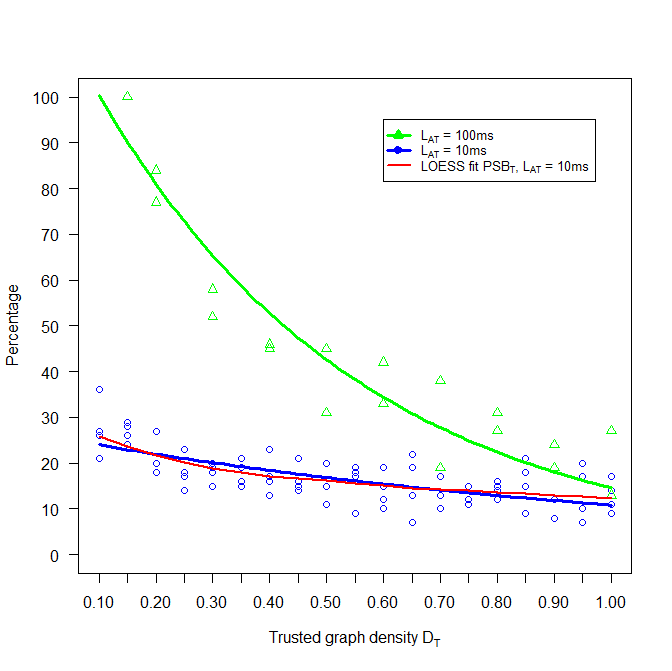 L_AT = 100ms
L_AT = 10ms
LOESS fit PSB_T, L_AT = 10ms
Percentage
100
90
80
70
60
50
40
30
20
10
0
0.10 0.20 0.30 0.40 0.50 0.60 0.70 0.80 0.90 1.00
Trusted graph density D_T